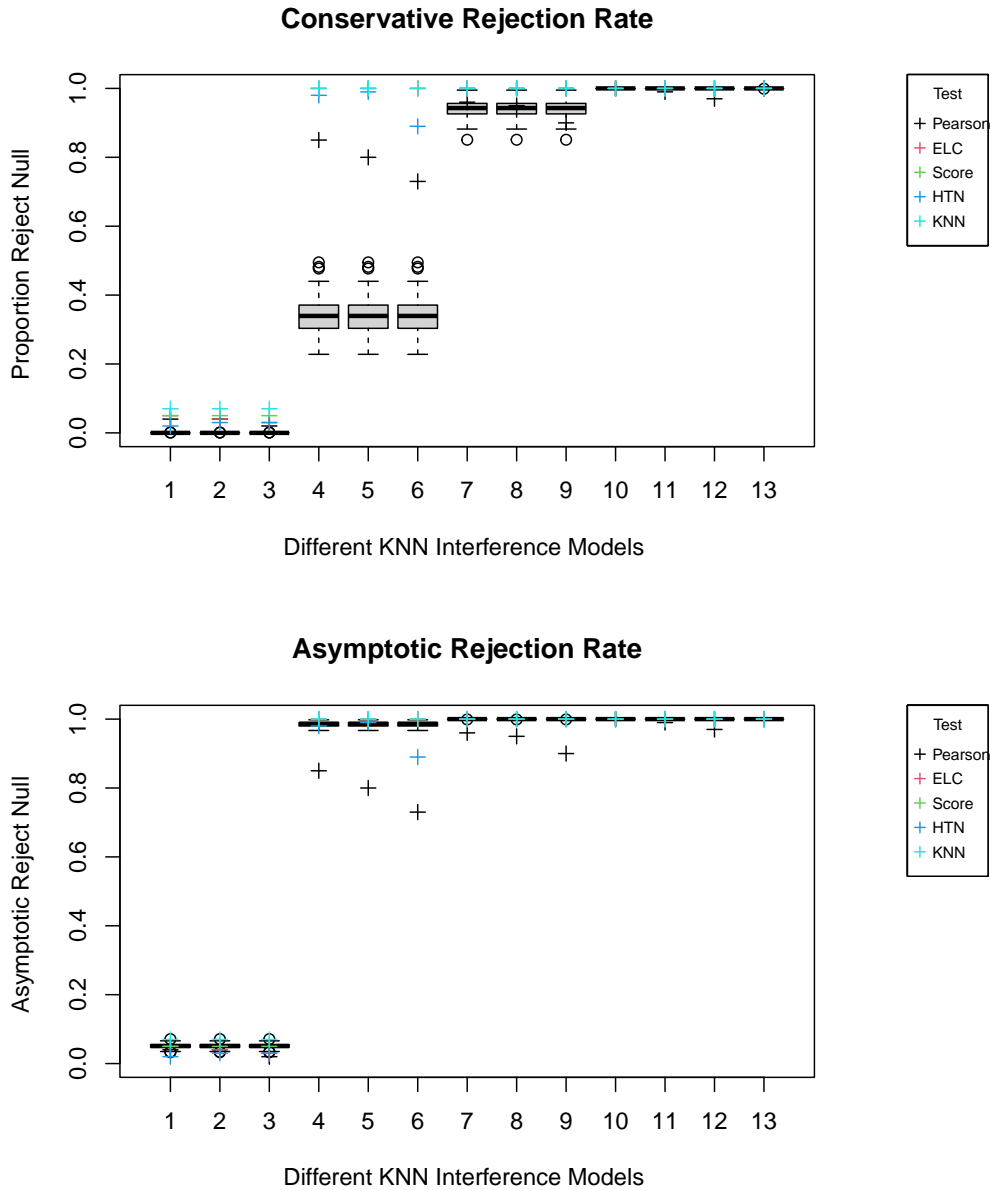 Conservative Rejection Rate
Proportion Reject Null
1.0
0.8
0.6
0.4
0.2
0.0
1 2 3 4 5 6 7 8 9 10 11 12 13
Different KNN Interference Models
Test
Pearson
ELC
Score
HTN
KNN
Asymptotic Rejection Rate
Asymptotic Reject Null
1.0
0.8
0.6
0.4
0.2
0.0
1 2 3 4 5 6 7 8 9 10 11 12 13
Different KNN Interference Models
Test
Pearson
ELC
Score
HTN
KNN